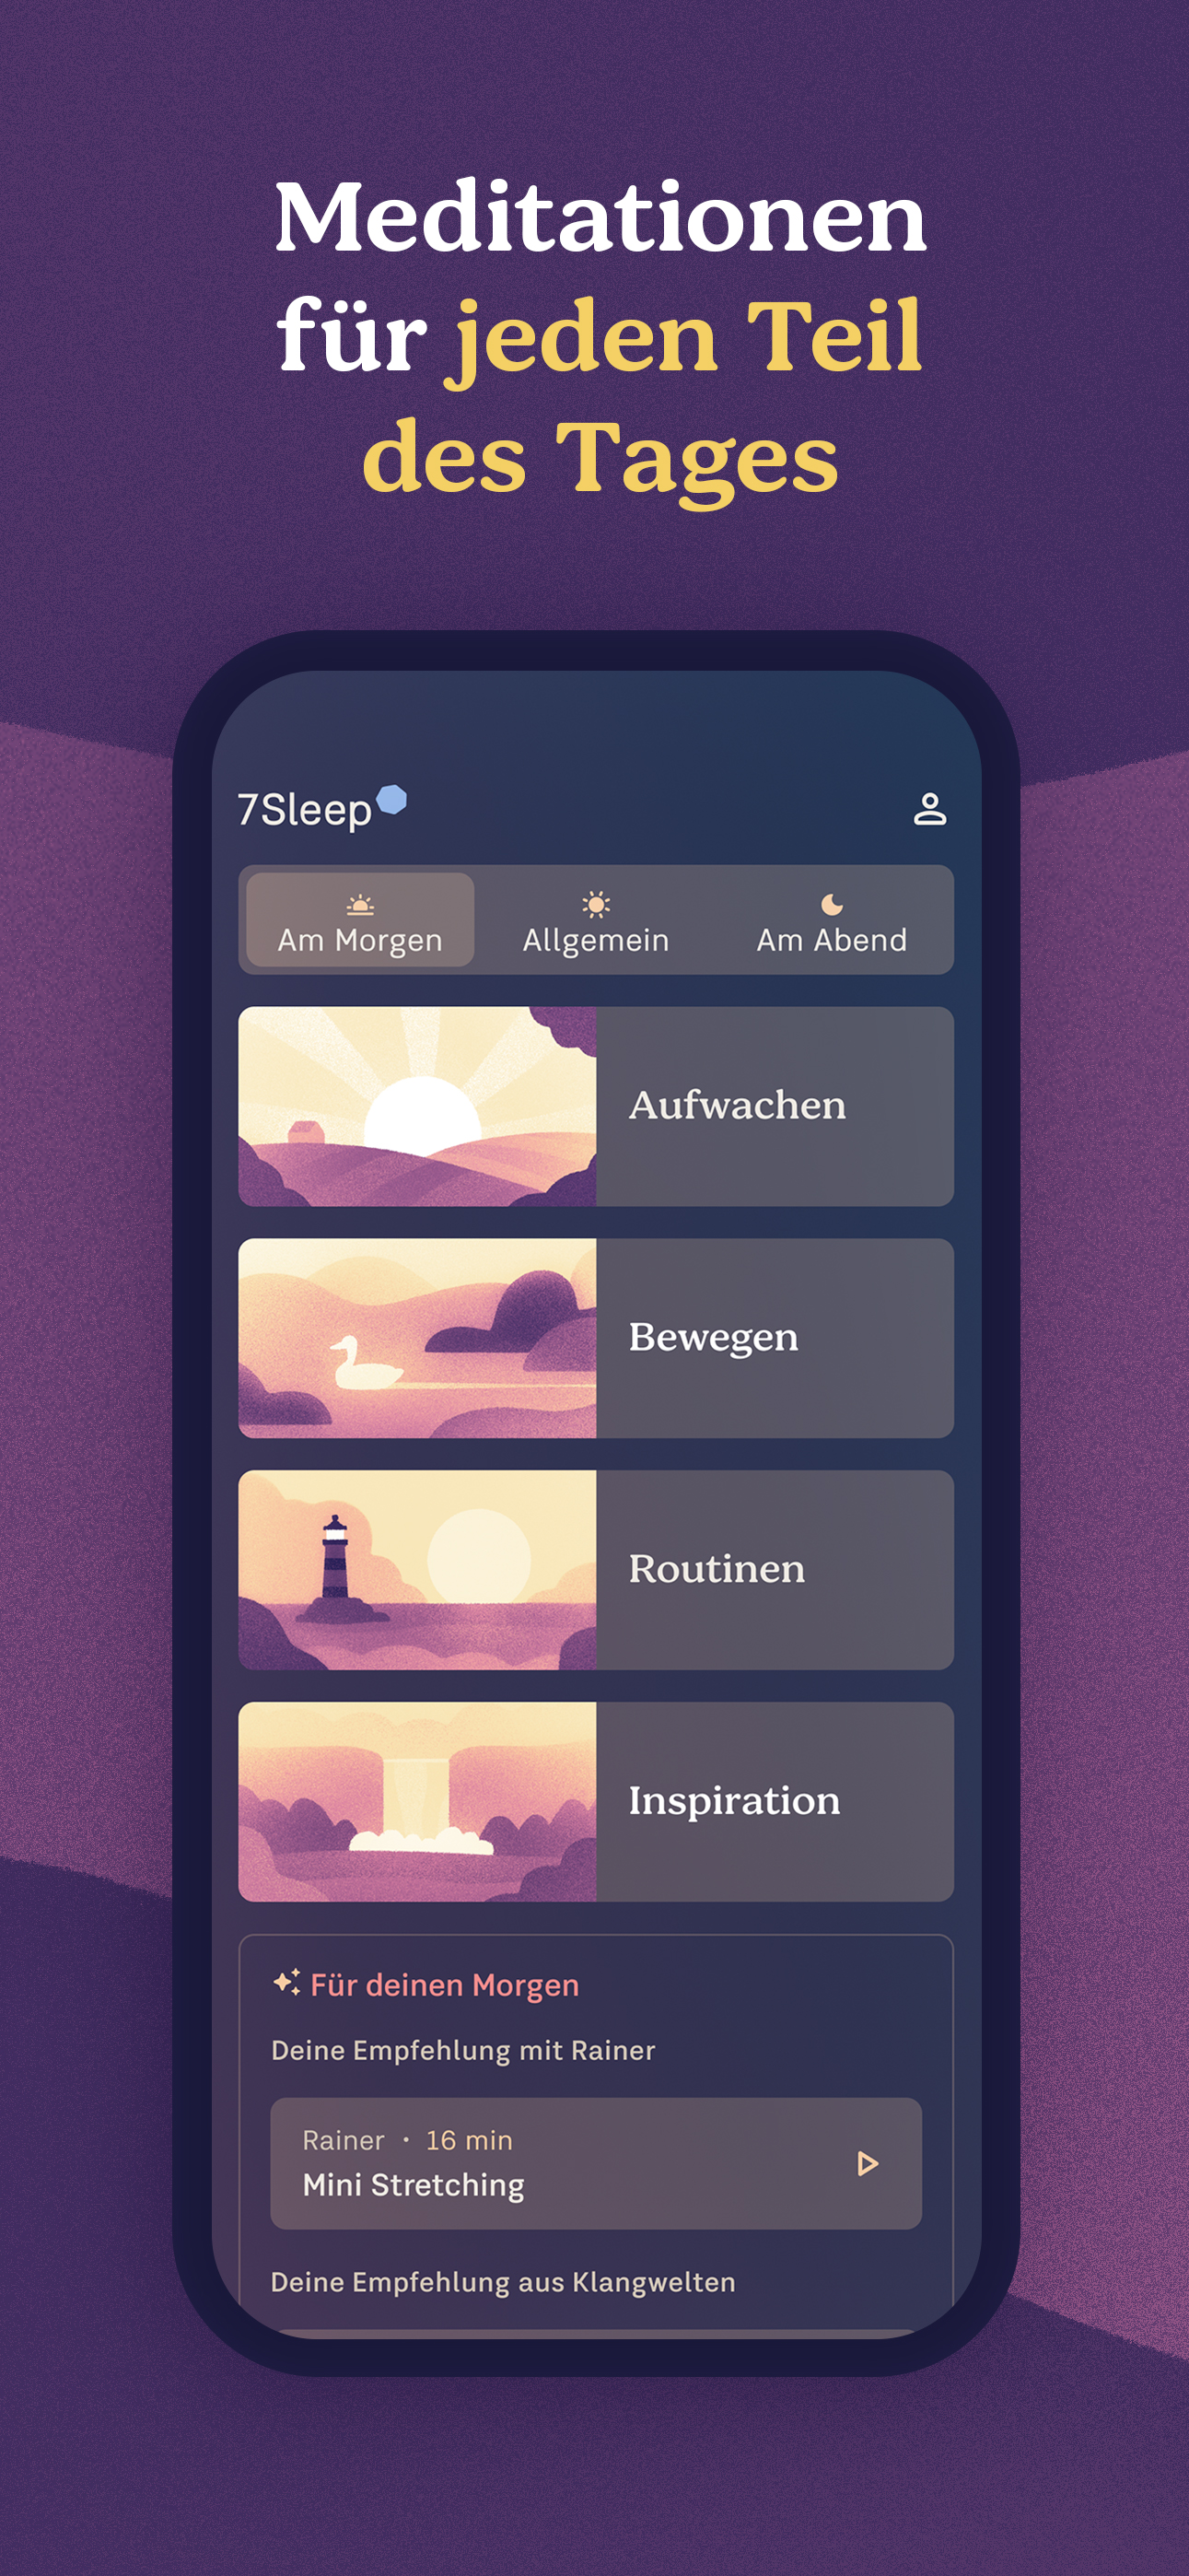 Meditationen
für jeden Teil
des Tages
7Sleep
Am Morgen
Allgemein
Am Abend
Aufwachen
Bewegen
Routinen
Inspiration
Für deinen Morgen
Deine Empfehlung mit Rainer
Rainer • 16 min
Mini Stretching
Deine Empfehlung aus Klangwelten